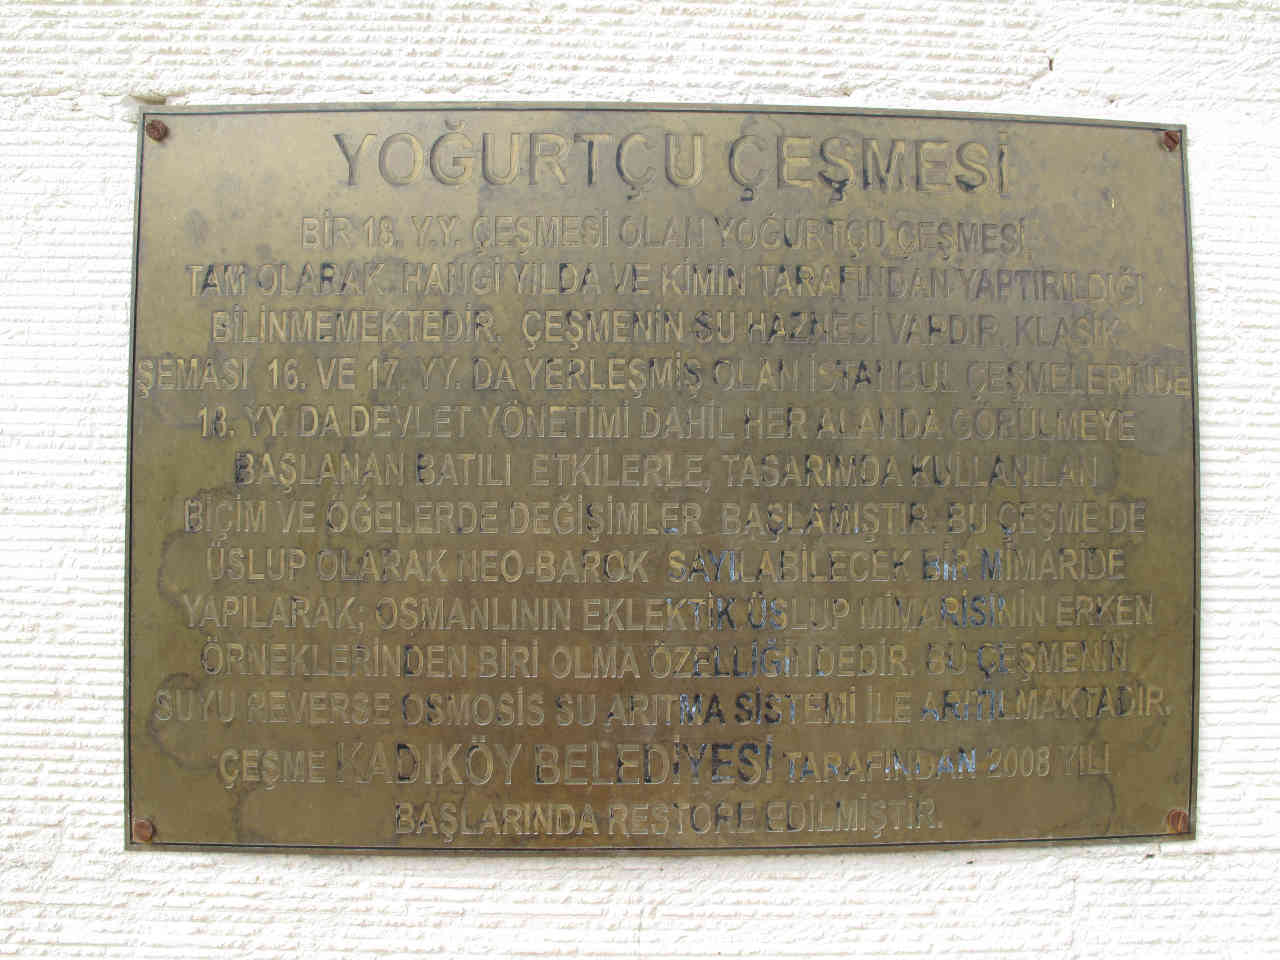 YOĞURTÇU ÇEŞMESİ
BİR 18. Y.Y. ÇEŞMESİ OLAN YOĞURTÇU ÇEŞMESİ,
TAM OLARAK HANGİ YILDA VE KİMİN TARAFINDAN YAPTIRILDIĞI
BİLİNMEMEKTEDİR. ÇEŞMENİN SU HAZNESİ VARDIR. KLASİK
ŞEMASI 16. VE 17. YY. DA YERLEŞMİŞ OLAN İSTANBUL ÇEŞMELERİNDE
18. YY. DA DEVLET YÖNETİMİ DAHİL HER ALANDA GÖRÜLMEYE
BAŞLANAN BATILI ETKİLERLE, TASARIMDA KULLANILAN
BİÇİM VE ÖĞELERDE DEĞİŞİMLER BAŞLAMIŞTIR. BU ÇEŞME DE
ÜSLUP OLARAK NEO-BAROK SAYILABİLECEK BİR MİMARİDE
YAPILARAK; OSMANLININ EKLEKTİK ÜSLUP MİMARİSİNİN ERKEN
ÖRNEKLERİNDEN BİRİ OLMA ÖZELLİĞİNDEDİR. BU ÇEŞMENİN
SUYU REVERSE OSMOSİS SU ARITMA SİSTEMİ İLE ARITILMAKTADIR.
ÇEŞME KADIKÖY BELEDİYESİ TARAFINDAN 2008 YILI
BAŞLARINDA RESTORE EDİLMİŞTİR.